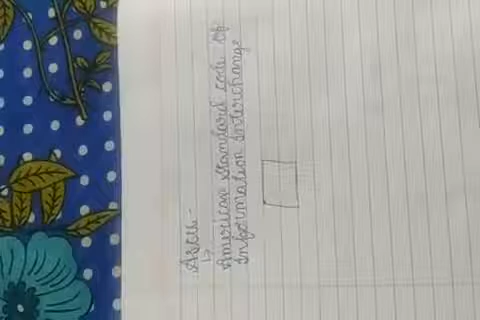 Ascii -
↳
American standard code of
Information Interchange